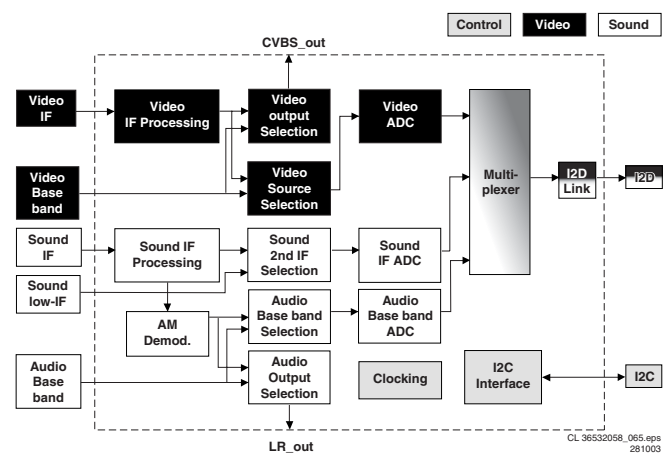 Control
Video
Sound
CVBS_out
Video
IF
Video
IF Processing
Video
output
Selection
Video
ADC
Multi-
plexer
I2D
Link
I2D
Video
Base
band
Video
Source
Selection
Sound
IF
Sound IF
Processing
Sound
2nd IF
Selection
Sound
IF ADC
Sound
low-IF
AM
Demod.
Audio
Base band
Selection
Audio
Base band
ADC
Audio
Base
band
Audio
Output
Selection
Clocking
I2C
Interface
I2C
LR_out
CL 36532058_065.eps
281003